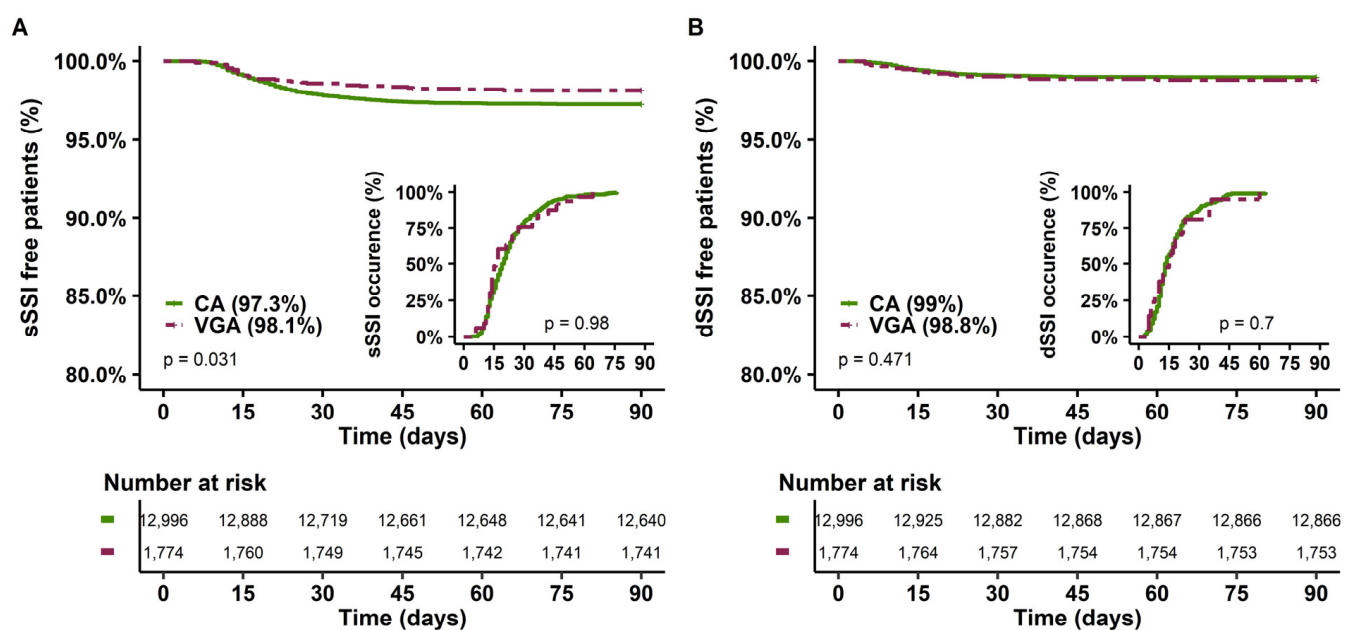 A
sSSI free patients (%)
100.0%
95.0%
90.0%
85.0%
80.0%
CA (97.3%)
VGA (98.1%)
p = 0.031
sSSI occurence (%)
100%
75%
50%
25%
0%
p = 0.98
0 15 30 45 60 75 90
0 15 30 45 60 75 90
Time (days)
Number at risk
12,996 12,888 12,719 12,661 12,648 12,641 12,640
1,774 1,760 1,749 1,745 1,742 1,741 1,741
0 15 30 45 60 75 90
Time (days)
B
dSSI free patients (%)
100.0%
95.0%
90.0%
85.0%
80.0%
CA (99%)
VGA (98.8%)
p = 0.471
dSSI occurence (%)
100%
75%
50%
25%
0%
p = 0.7
0 15 30 45 60 75 90
0 15 30 45 60 75 90
Time (days)
Number at risk
12,996 12,925 12,882 12,868 12,867 12,866 12,866
1,774 1,764 1,757 1,754 1,754 1,753 1,753
0 15 30 45 60 75 90
Time (days)